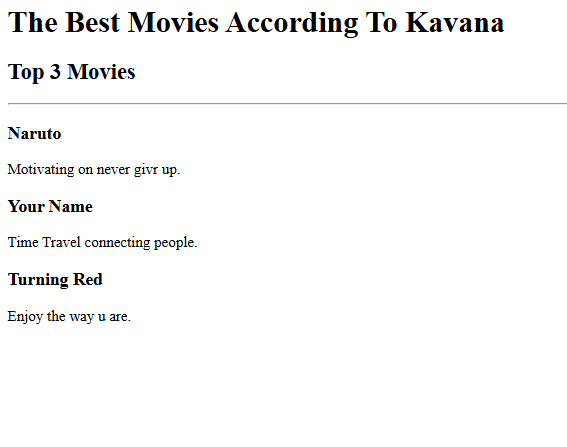 The Best Movies According To Kavana
Top 3 Movies
Naruto
Motivating on never givr up.
Your Name
Time Travel connecting people.
Turning Red
Enjoy the way u are.